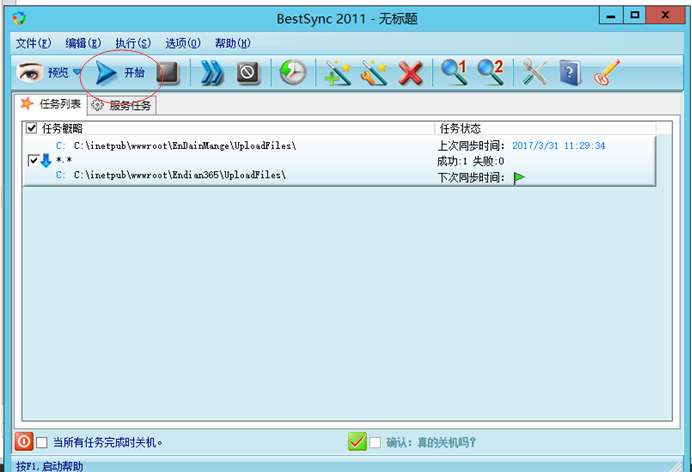 BestSync 2011 - 无标题
文件(F) 编辑(E) 执行(S) 选项(O) 帮助(H)
预览 开始 1 2
任务列表 服务任务
任务概略 任务状态
C: C:\inetpub\wwwroot\EnDainMange\UploadFiles\ 上次同步时间: 2017/3/31 11:29:34
*.* 成功:1 失败:0
C: C:\inetpub\wwwroot\Endian365\UploadFiles\ 下次同步时间:
当所有任务完成时关机。 确认: 真的关机吗?
按F1, 启动帮助